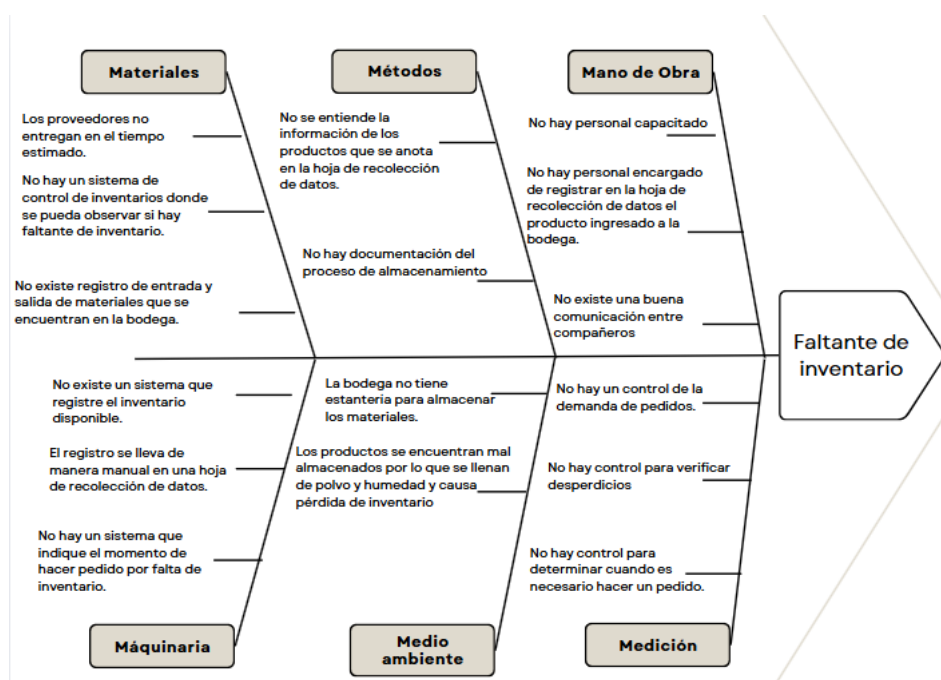 Materiales
Métodos
Mano de Obra
Los proveedores no
entregan en el tiempo
estimado.
No hay un sistema de
control de inventarios donde
se pueda observar si hay
faltante de inventario.
No existe registro de entrada y
salida de materiales que se
encuentran en la bodega.
No se entiende la
información de los
productos que se anota
en la hoja de recolección
de datos.
No hay documentación del
proceso de almacenamiento
No hay personal capacitado
No hay personal encargado
de registrar en la hoja de
recolección de datos el
producto ingresado a la
bodega.
No existe una buena
comunicación entre
compañeros
Faltante de
inventario
No existe un sistema que
registre el inventario
disponible.
El registro se lleva de
manera manual en una hoja
de recolección de datos.
No hay un sistema que
indique el momento de
hacer pedido por falta de
inventario.
La bodega no tiene
estantería para almacenar
los materiales.
Los productos se encuentran mal
almacenados por lo que se llenan
de polvo y humedad y causa
pérdida de inventario
No hay un control de la
demanda de pedidos.
No hay control para verificar
desperdicios
No hay control para
determinar cuando es
necesario hacer un pedido.
Máquinaria
Medio
ambiente
Medición